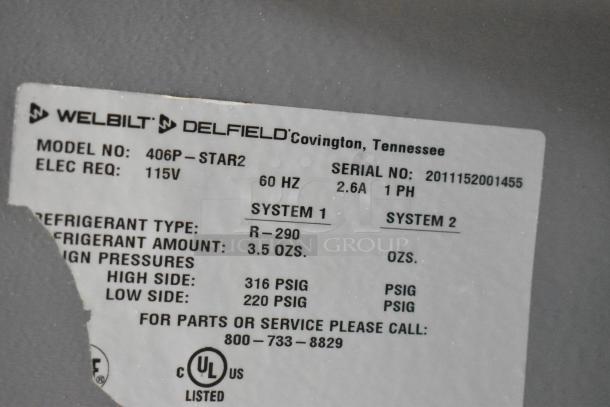 WELBILT DELFIELD Covington, Tennessee
MODEL NO: 406P-STAR2 SERIAL NO: 2011152001455
ELEC REQ: 115V 60 HZ 2.6A 1 PH
SYSTEM 1 SYSTEM 2
REFRIGERANT TYPE: R-290
EFRIGERANT AMOUNT: 3.5 OZS. OZS.
IGN PRESSURES
HIGH SIDE: 316 PSIG PSIG
LOW SIDE: 220 PSIG PSIG
FOR PARTS OR SERVICE PLEASE CALL:
800-733-8829
C UL US
LISTED